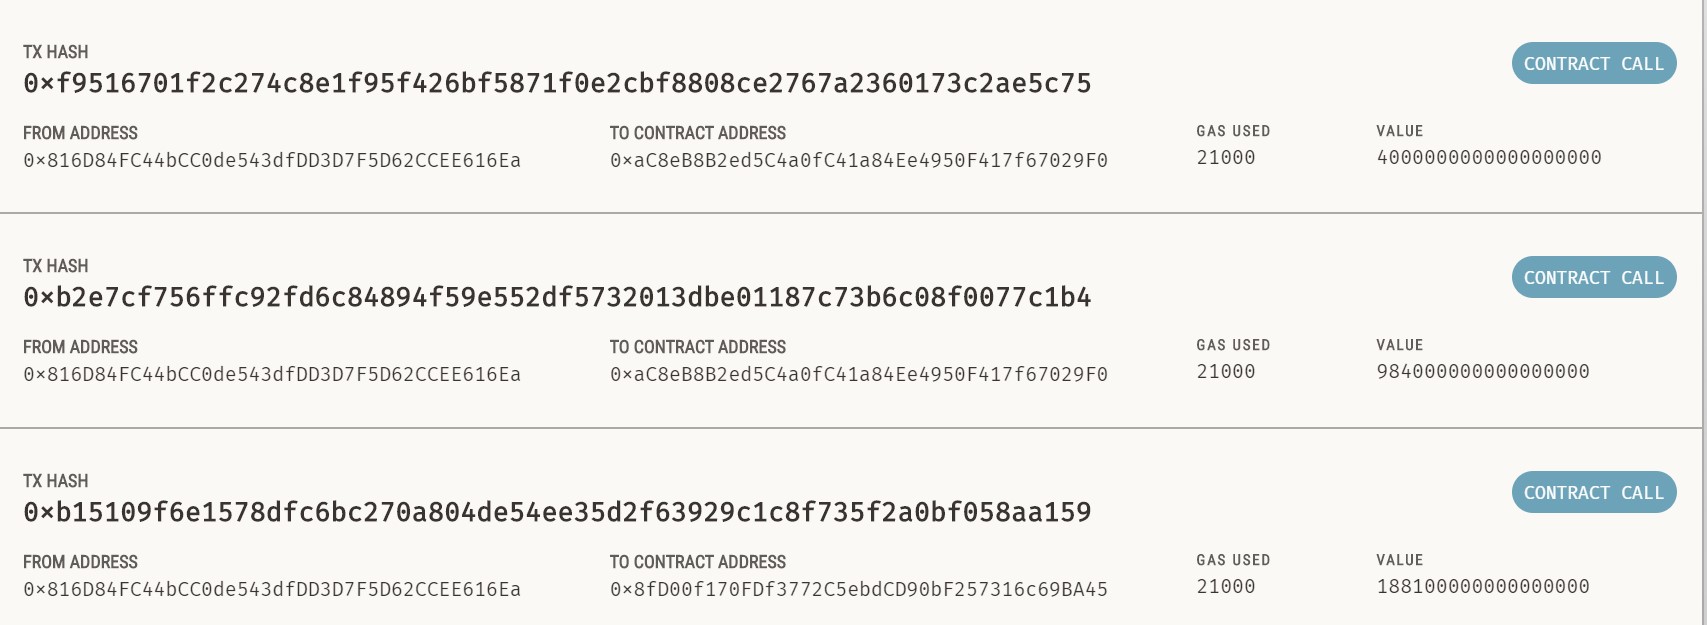 TX HASH
CONTRACT CALL
0×f9516701f2c274c8e1f95f426bf5871f0e2cbf8808ce2767a2360173c2ae5c75
FROM ADDRESS TO CONTRACT ADDRESS GAS USED VALUE
0×816D84FC44bCC0de543dfDD3D7F5D62CCEE616Ea 0×aC8eB8B2ed5C4a0fC41a84Ee4950F417f67029F0 21000 4000000000000000000
TX HASH
CONTRACT CALL
0×b2e7cf756ffc92fd6c84894f59e552df5732013dbe01187c73b6c08f0077c1b4
FROM ADDRESS TO CONTRACT ADDRESS GAS USED VALUE
0×816D84FC44bCC0de543dfDD3D7F5D62CCEE616Ea 0×aC8eB8B2ed5C4a0fC41a84Ee4950F417f67029F0 21000 984000000000000000
TX HASH
CONTRACT CALL
0×b15109f6e1578dfc6bc270a804de54ee35d2f63929c1c8f735f2a0bf058aa159
FROM ADDRESS TO CONTRACT ADDRESS GAS USED VALUE
0×816D84FC44bCC0de543dfDD3D7F5D62CCEE616Ea 0×8fD00f170FDf3772C5ebdCD90bF257316c69BA45 21000 188100000000000000